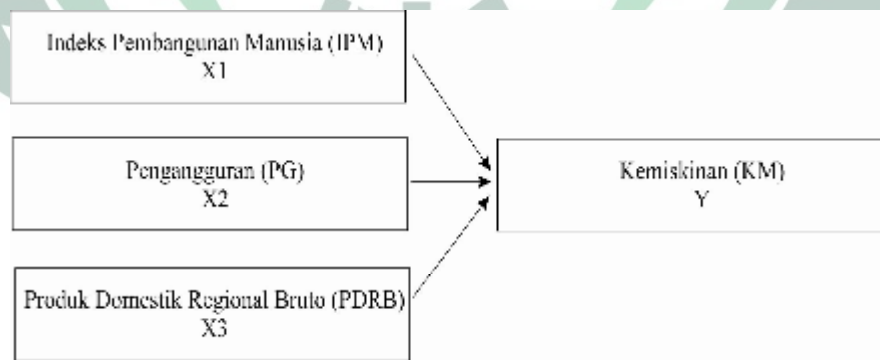 Indeks Pembangunan Manusia (IPM)
X1
Pengangguran (PG)
X2
Kemiskinan (KM)
Y
Produk Domestik Regional Bruto (PDRB)
X3